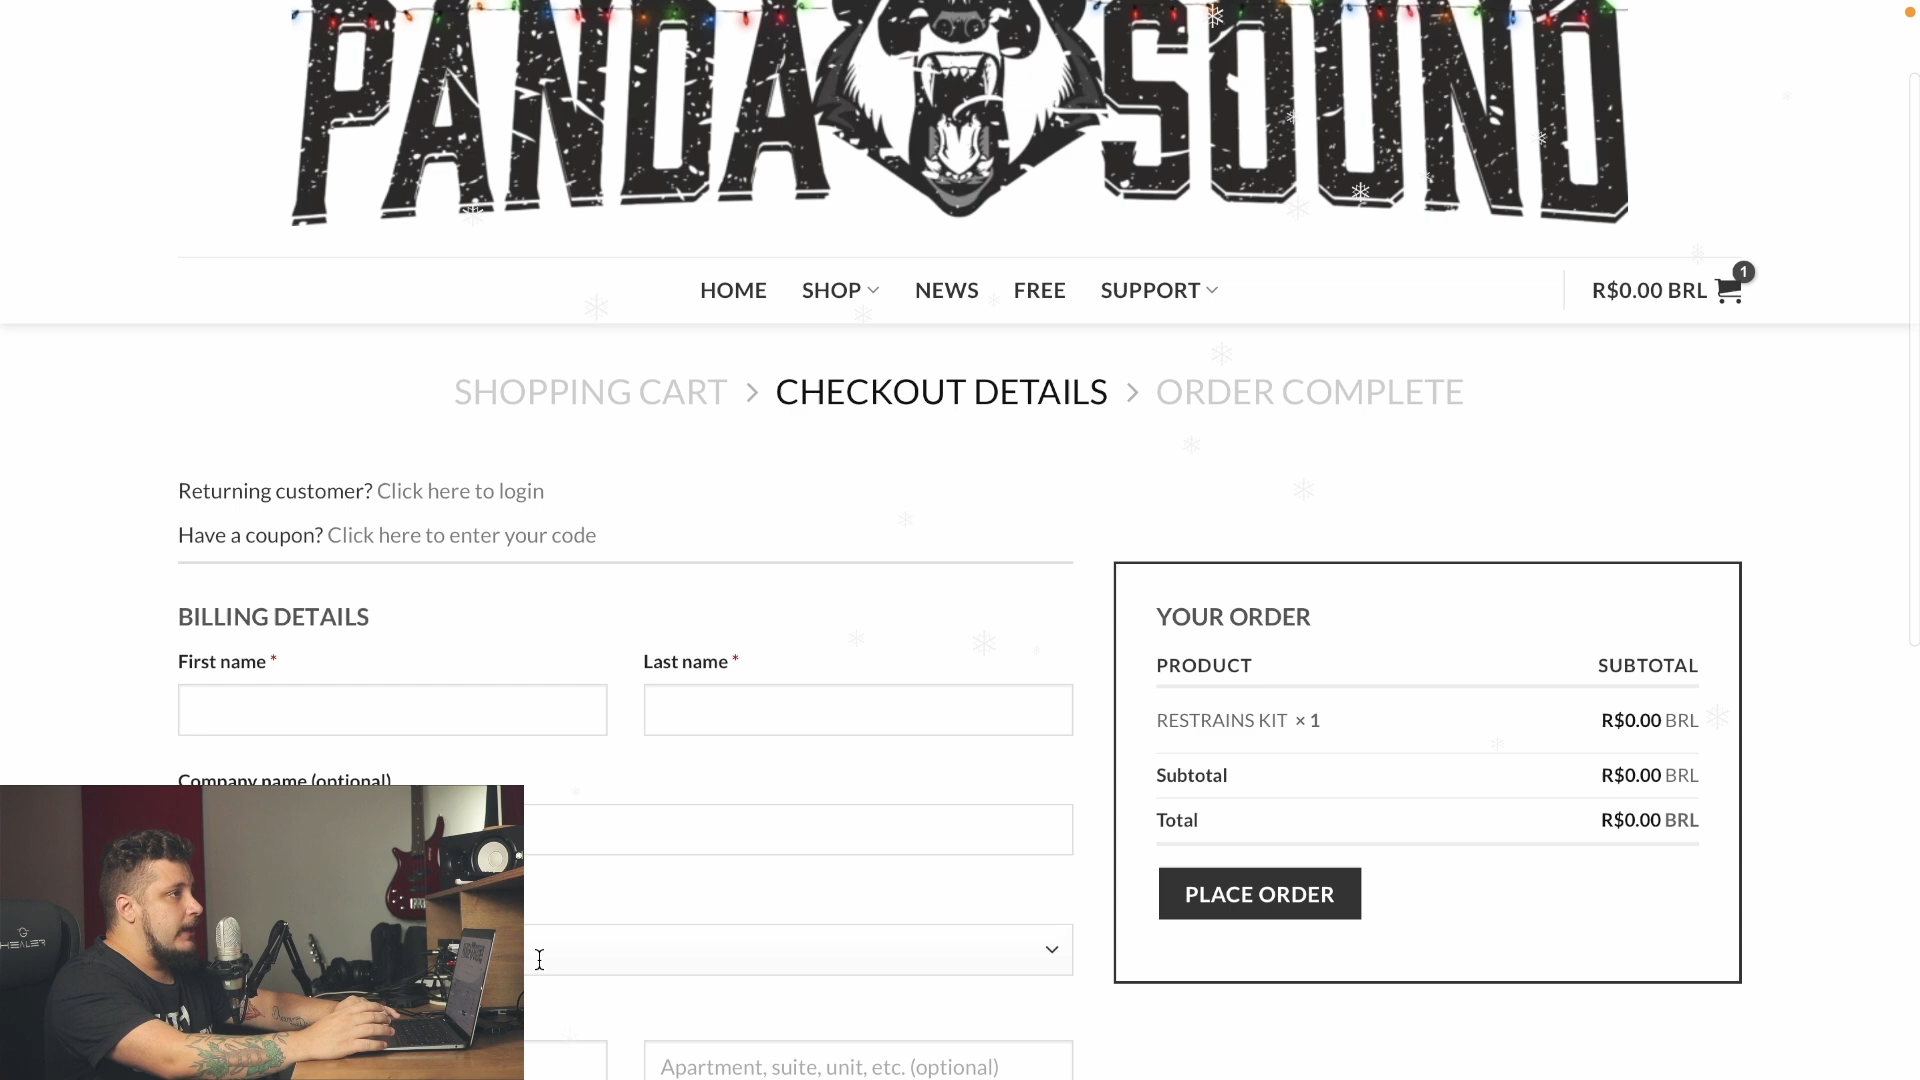 PANDA SOUND
HOME
SHOP
NEWS
FREE
SUPPORT
R$0.00 BRL
1
SHOPPING CART > CHECKOUT DETAILS > ORDER COMPLETE
Returning customer? Click here to login
Have a coupon? Click here to enter your code
BILLING DETAILS
First name *
Last name *
Company name (optional)
Apartment, suite, unit, etc. (optional)
YOUR ORDER
PRODUCT SUBTOTAL
RESTRAINS KIT × 1 R$0.00 BRL
Subtotal R$0.00 BRL
Total R$0.00 BRL
PLACE ORDER
HEALER